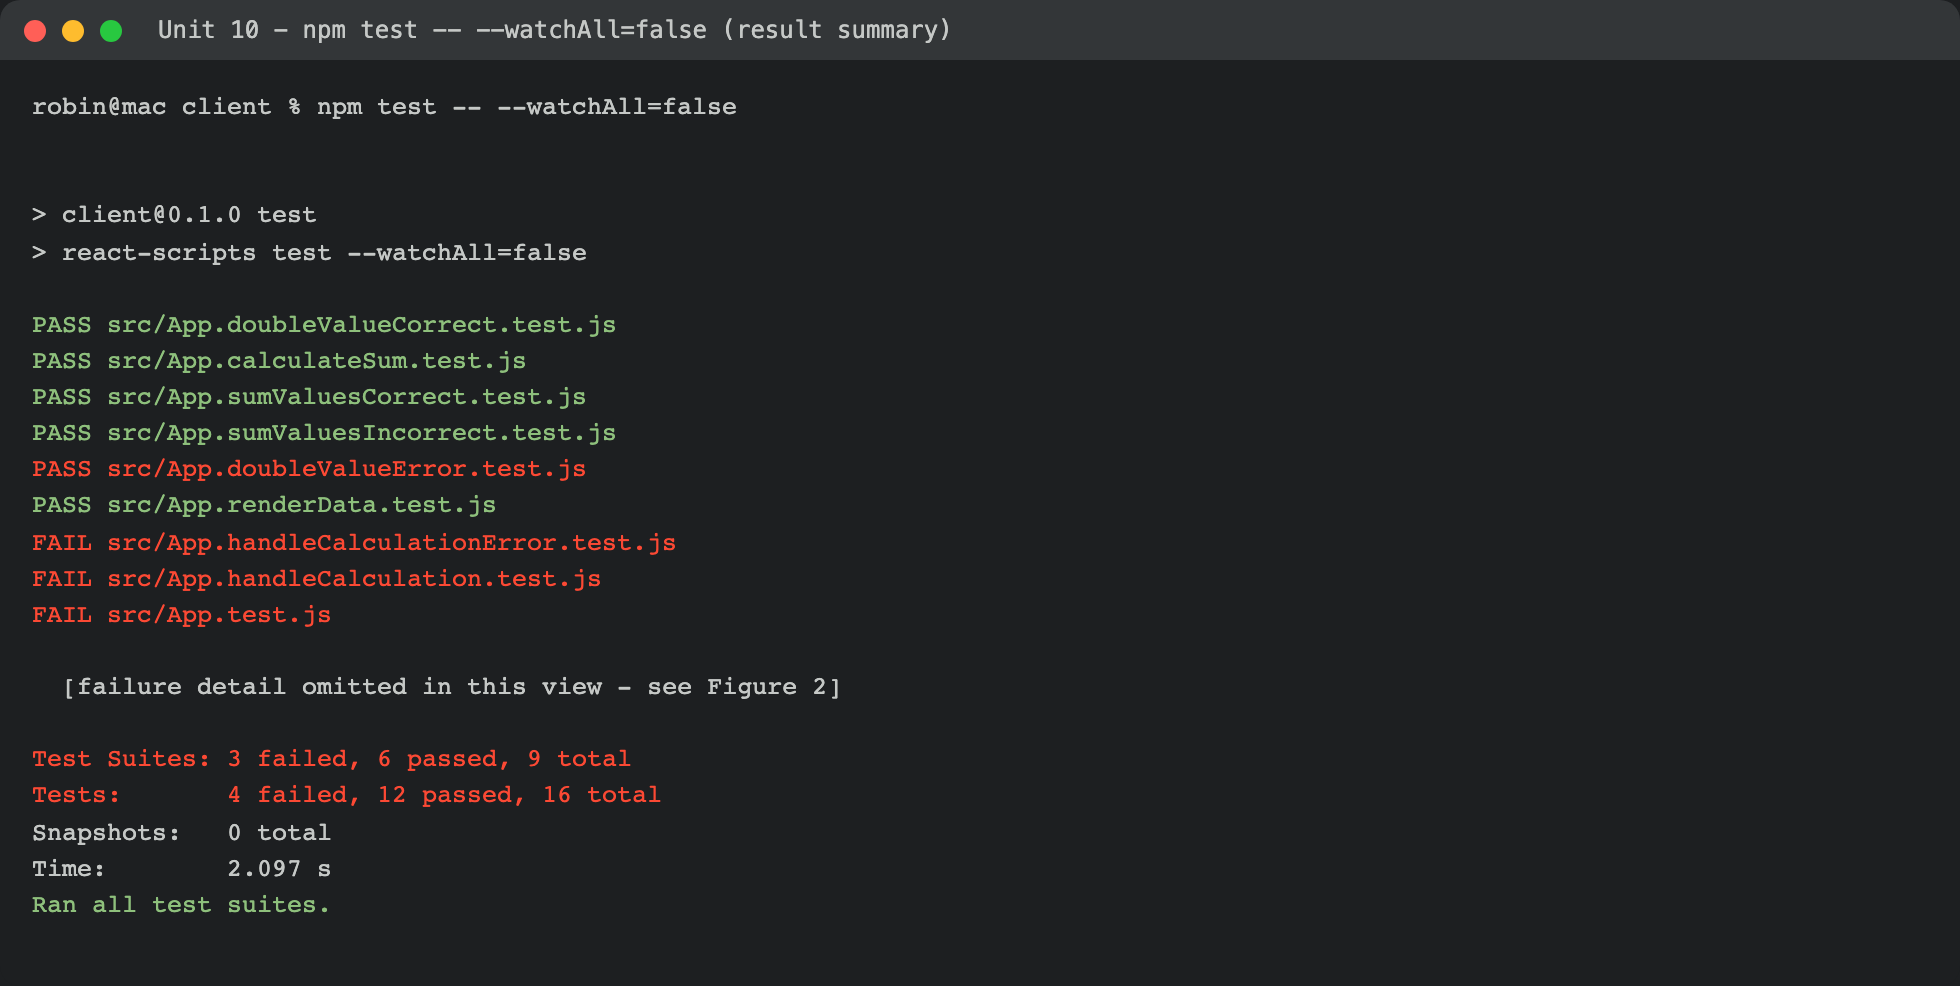 Unit 10 – npm test -- --watchAll=false (result summary)
robin@mac client % npm test -- --watchAll=false
> client@0.1.0 test
> react-scripts test --watchAll=false
PASS src/App.doubleValueCorrect.test.js
PASS src/App.calculateSum.test.js
PASS src/App.sumValuesCorrect.test.js
PASS src/App.sumValuesIncorrect.test.js
PASS src/App.doubleValueError.test.js
PASS src/App.renderData.test.js
FAIL src/App.handleCalculationError.test.js
FAIL src/App.handleCalculation.test.js
FAIL src/App.test.js
[failure detail omitted in this view – see Figure 2]
Test Suites: 3 failed, 6 passed, 9 total
Tests:       4 failed, 12 passed, 16 total
Snapshots:   0 total
Time:        2.097 s
Ran all test suites.